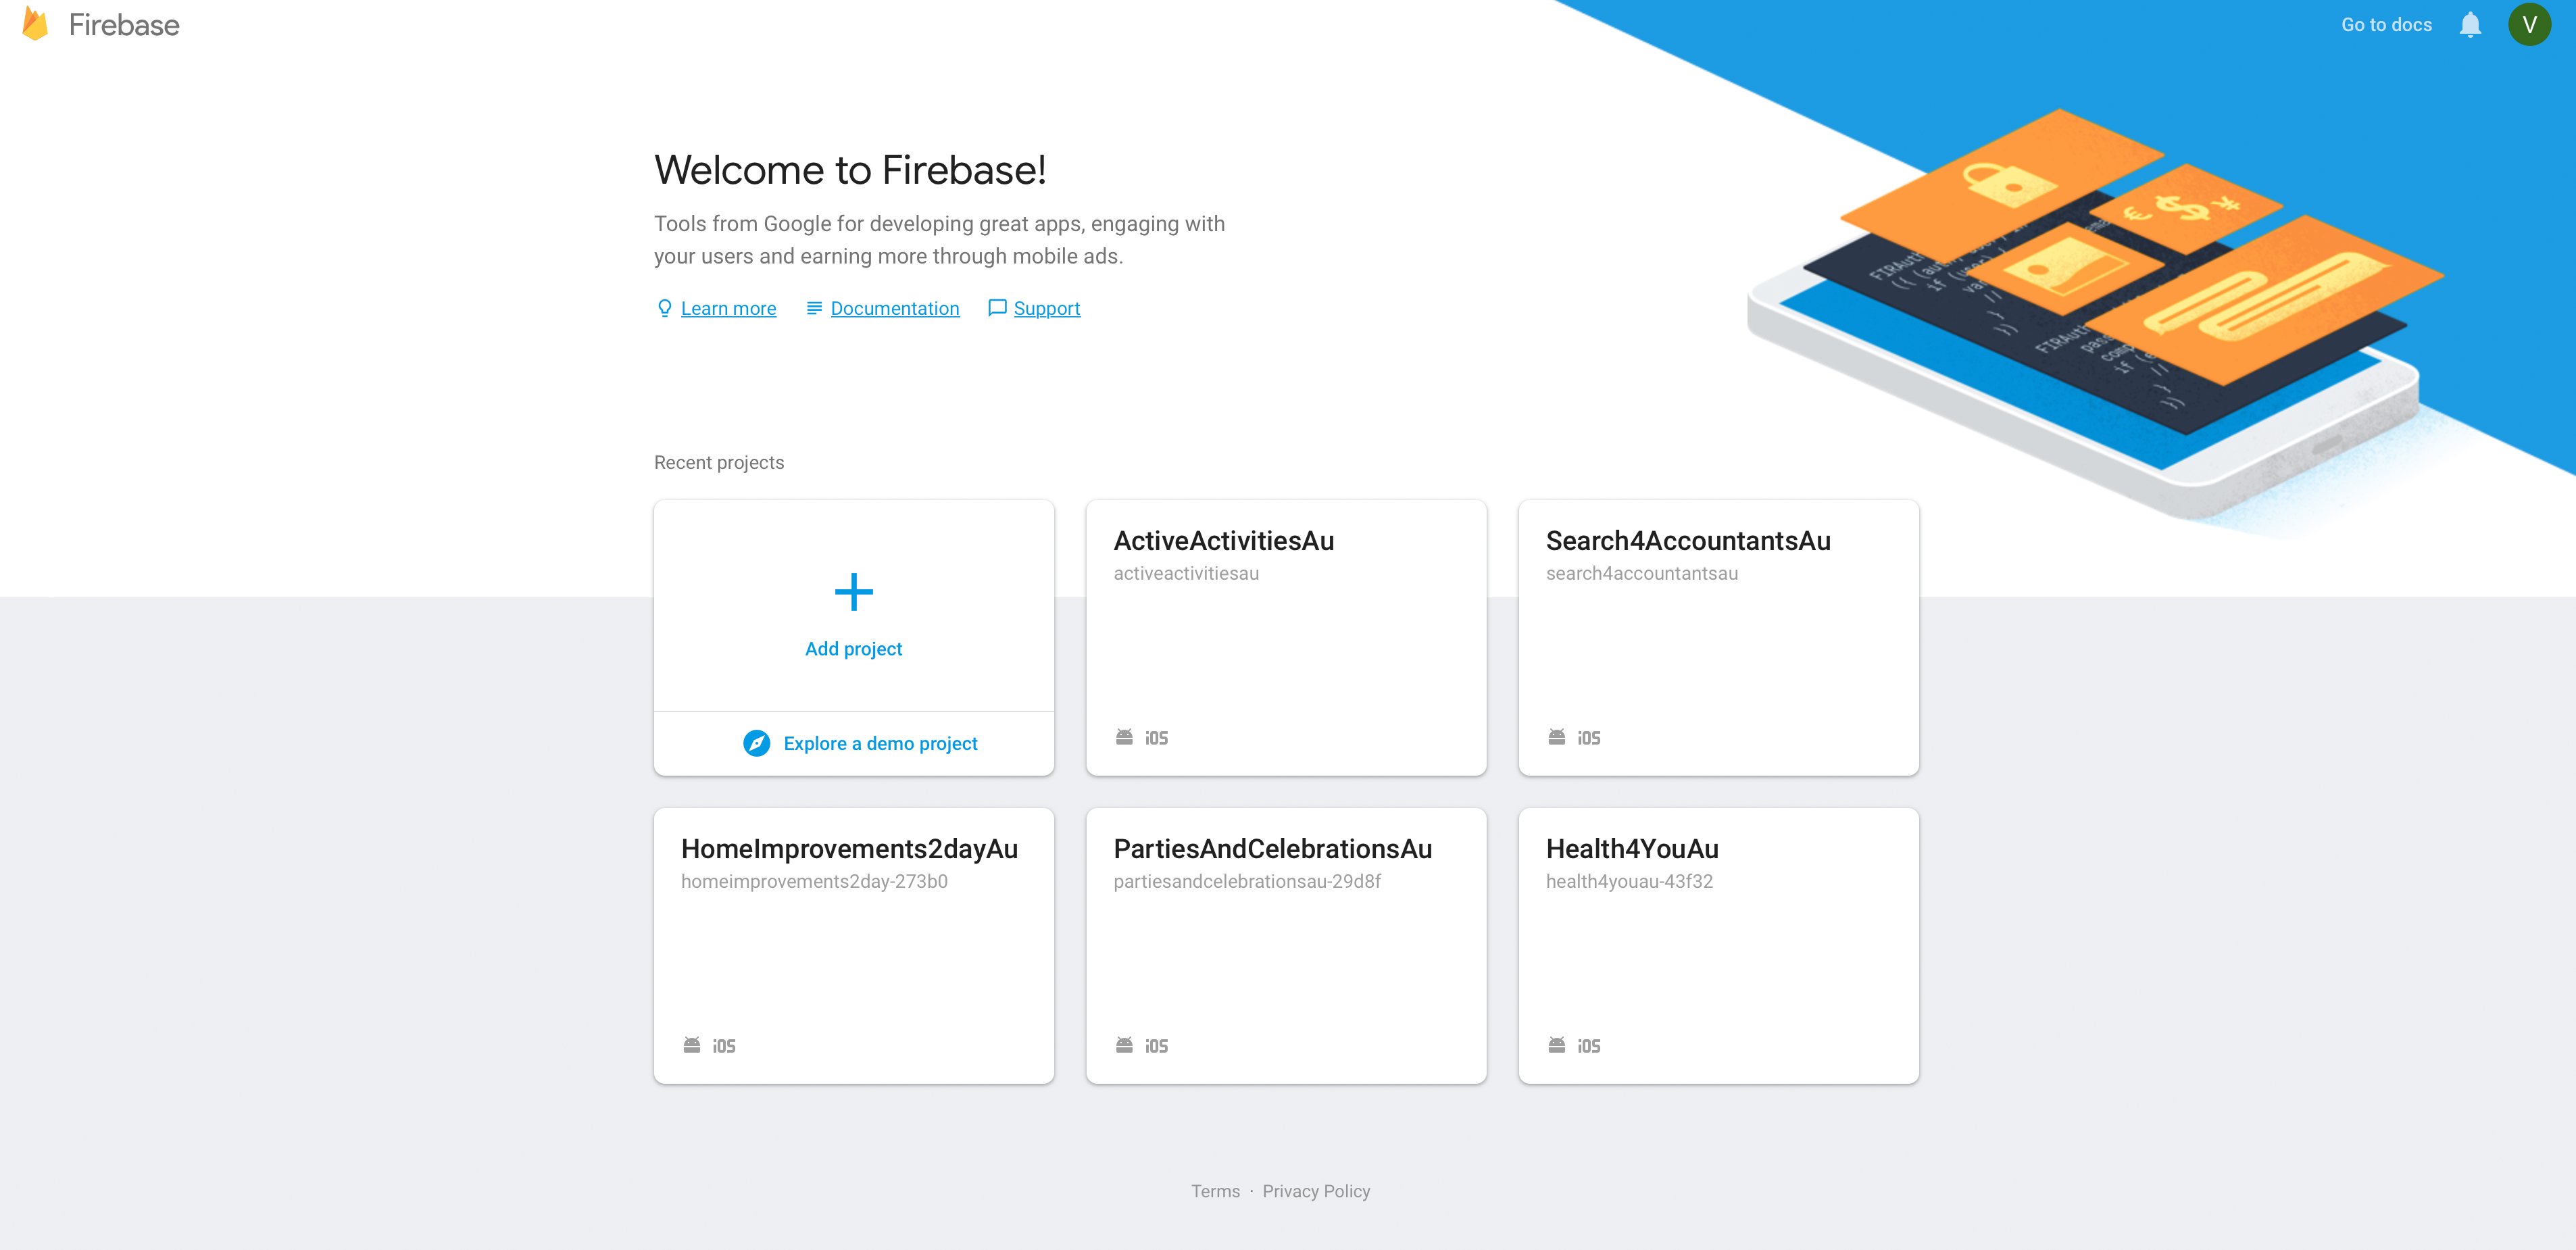 Firebase
Go to docs
V
Welcome to Firebase!
Tools from Google for developing great apps, engaging with
your users and earning more through mobile ads.
Learn more
Documentation
Support
Recent projects
Add project
Explore a demo project
ActiveActivitiesAu
activeactivitiesau
iOS
Search4AccountantsAu
search4accountantsau
iOS
HomeImprovements2dayAu
homeimprovements2day-273b0
iOS
PartiesAndCelebrationsAu
partiesandcelebrationsau-29d8f
iOS
Health4YouAu
health4youau-43f32
iOS
Terms · Privacy Policy